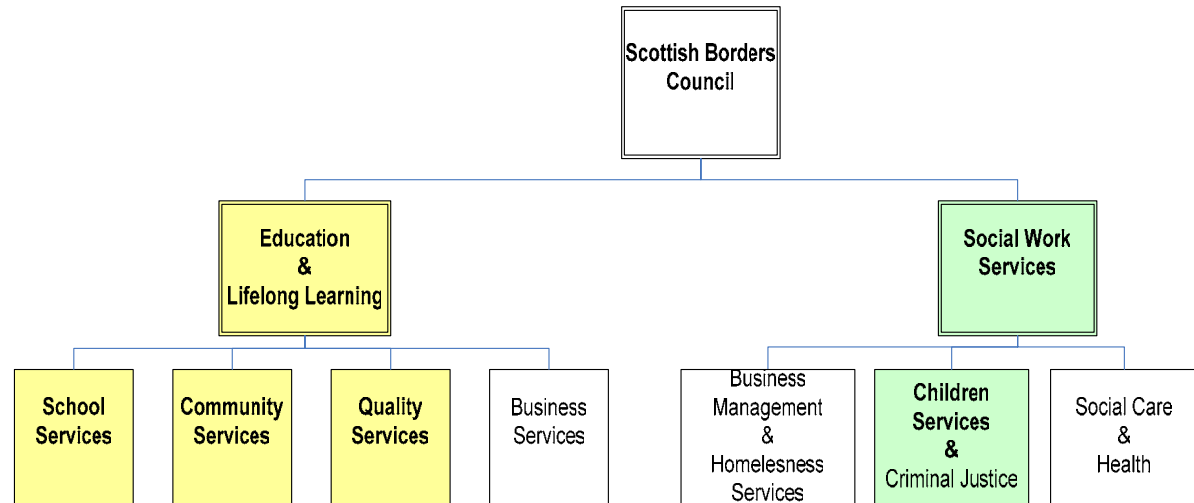 Scottish Borders
Council
Education
&
Lifelong Learning
Social Work
Services
School
Services
Community
Services
Quality
Services
Business
Services
Business
Management
&
Homelesness
Services
Children
Services
&
Criminal Justice
Social Care
&
Health